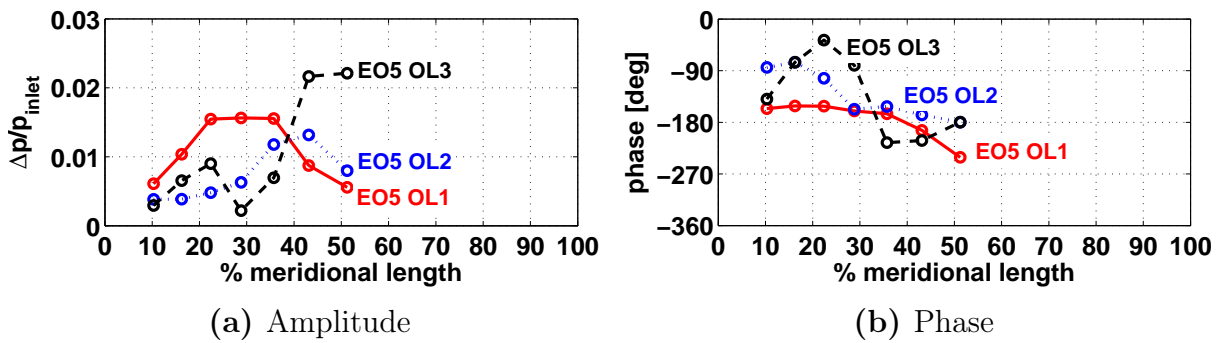 0.03
0.02
0.01
0
Δp/p_inlet
EO5 OL3
EO5 OL2
EO5 OL1
0 10 20 30 40 50 60 70 80 90 100
% meridional length
(a) Amplitude
0
−90
−180
−270
−360
phase [deg]
EO5 OL3
EO5 OL2
EO5 OL1
0 10 20 30 40 50 60 70 80 90 100
% meridional length
(b) Phase